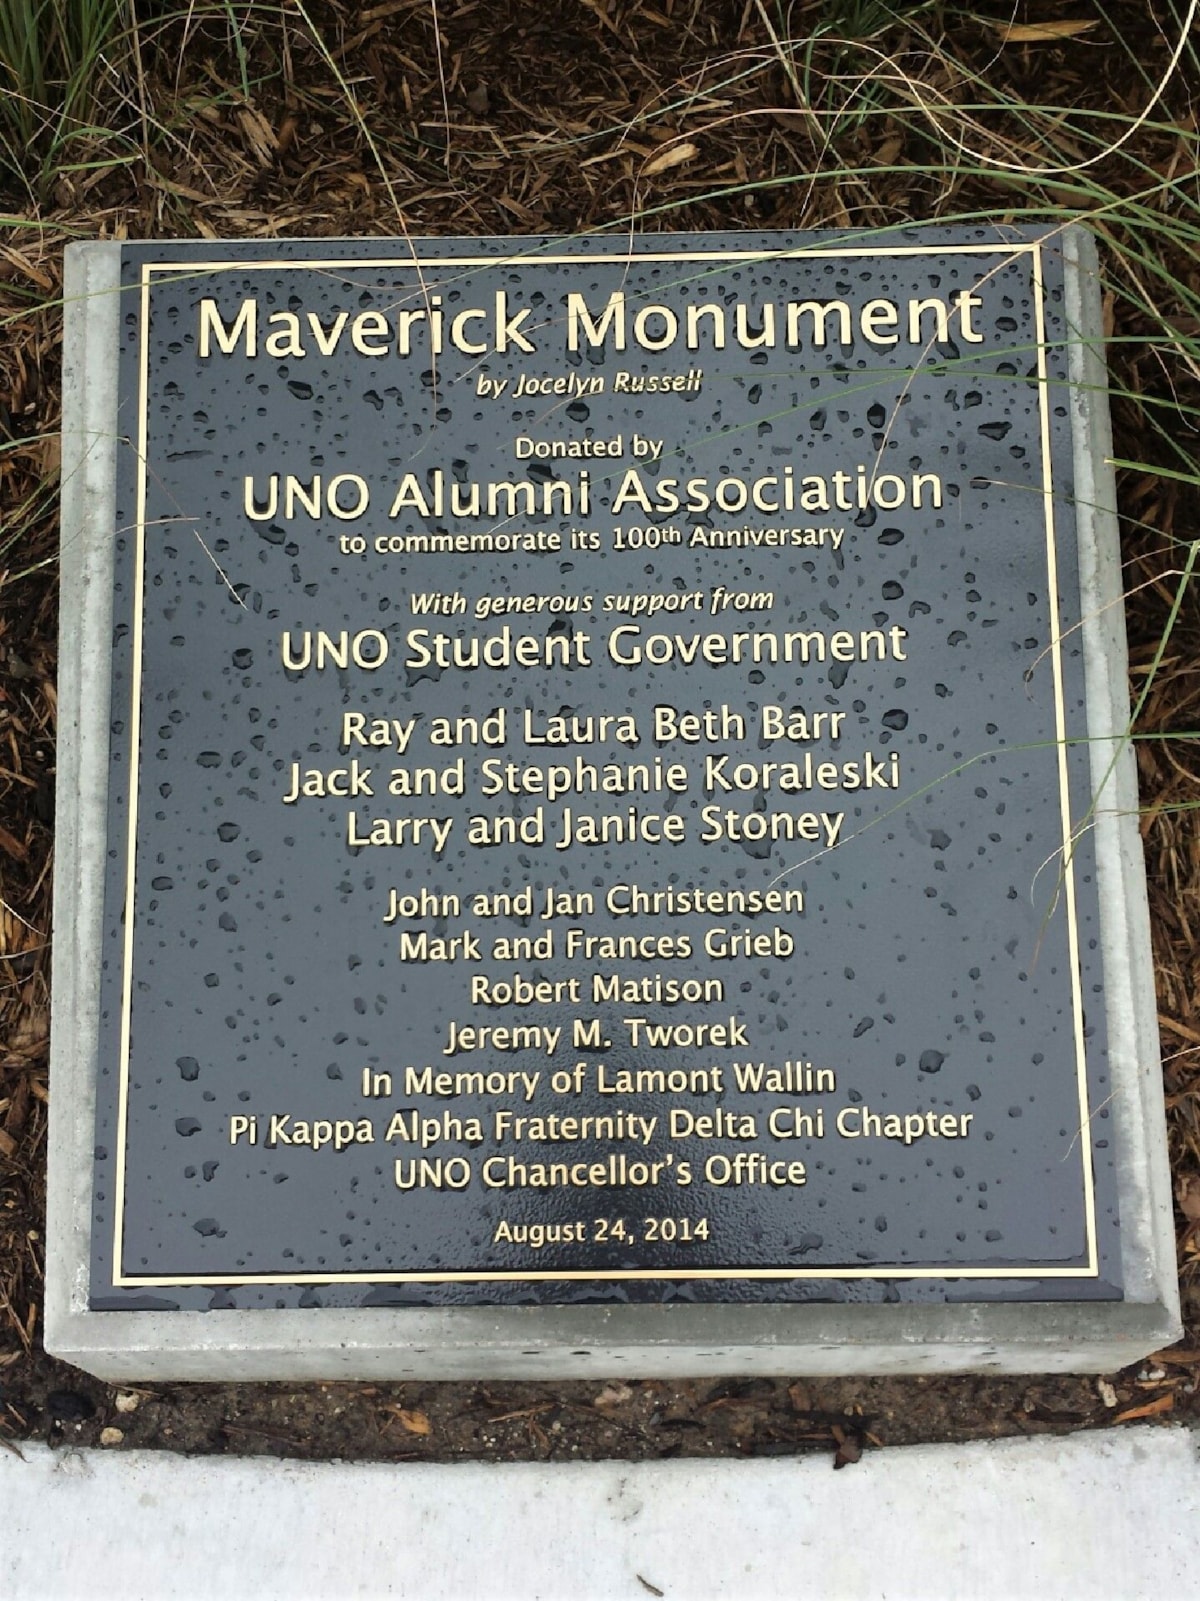 Maverick Monument
by Jocelyn Russell
Donated by
UNO Alumni Association
to commemorate its 100th Anniversary
With generous support from
UNO Student Government
Ray and Laura Beth Barr
Jack and Stephanie Koraleski
Larry and Janice Stoney
John and Jan Christensen
Mark and Frances Grieb
Robert Matison
Jeremy M. Tworek
In Memory of Lamont Wallin
Pi Kappa Alpha Fraternity Delta Chi Chapter
UNO Chancellor's Office
August 24, 2014